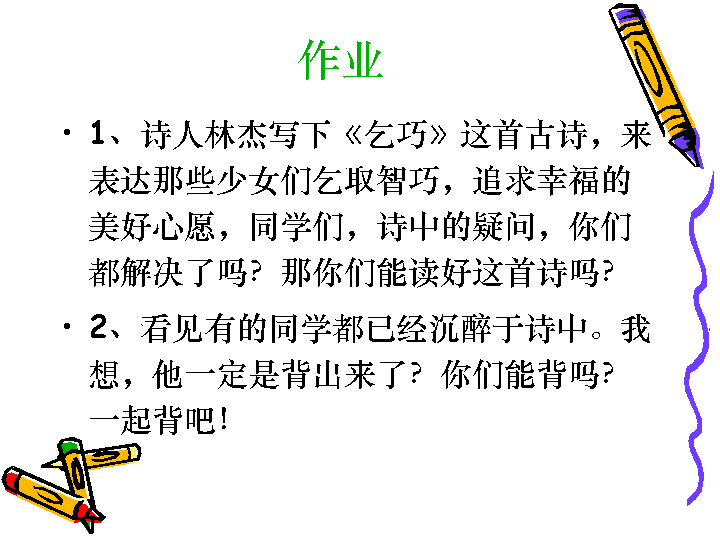 作业
• 1、诗人林杰写下《乞巧》这首古诗，来
表达那些少女们乞取智巧，追求幸福的
美好心愿，同学们，诗中的疑问，你们
都解决了吗？那你们能读好这首诗吗？
• 2、看见有的同学都已经沉醉于诗中。我
想，他一定是背出来了？你们能背吗？
一起背吧！